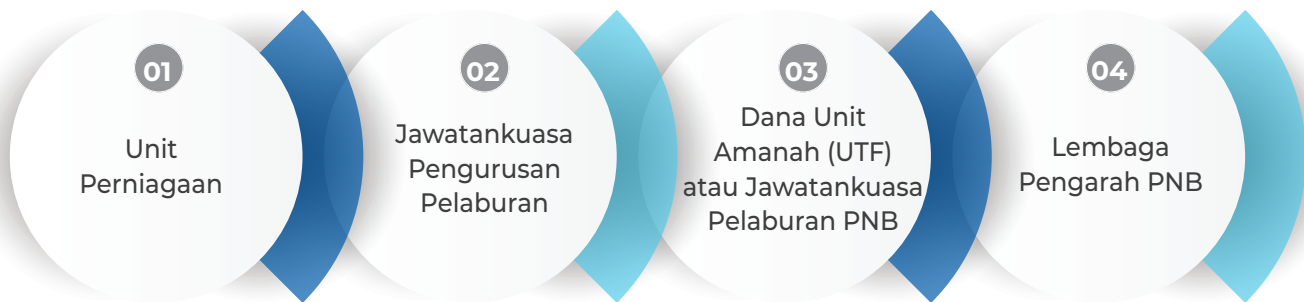 01
Unit
Perniagaan
02
Jawatankuasa
Pengurusan
Pelaburan
03
Dana Unit
Amanah (UTF)
atau Jawatankuasa
Pelaburan PNB
04
Lembaga
Pengarah PNB